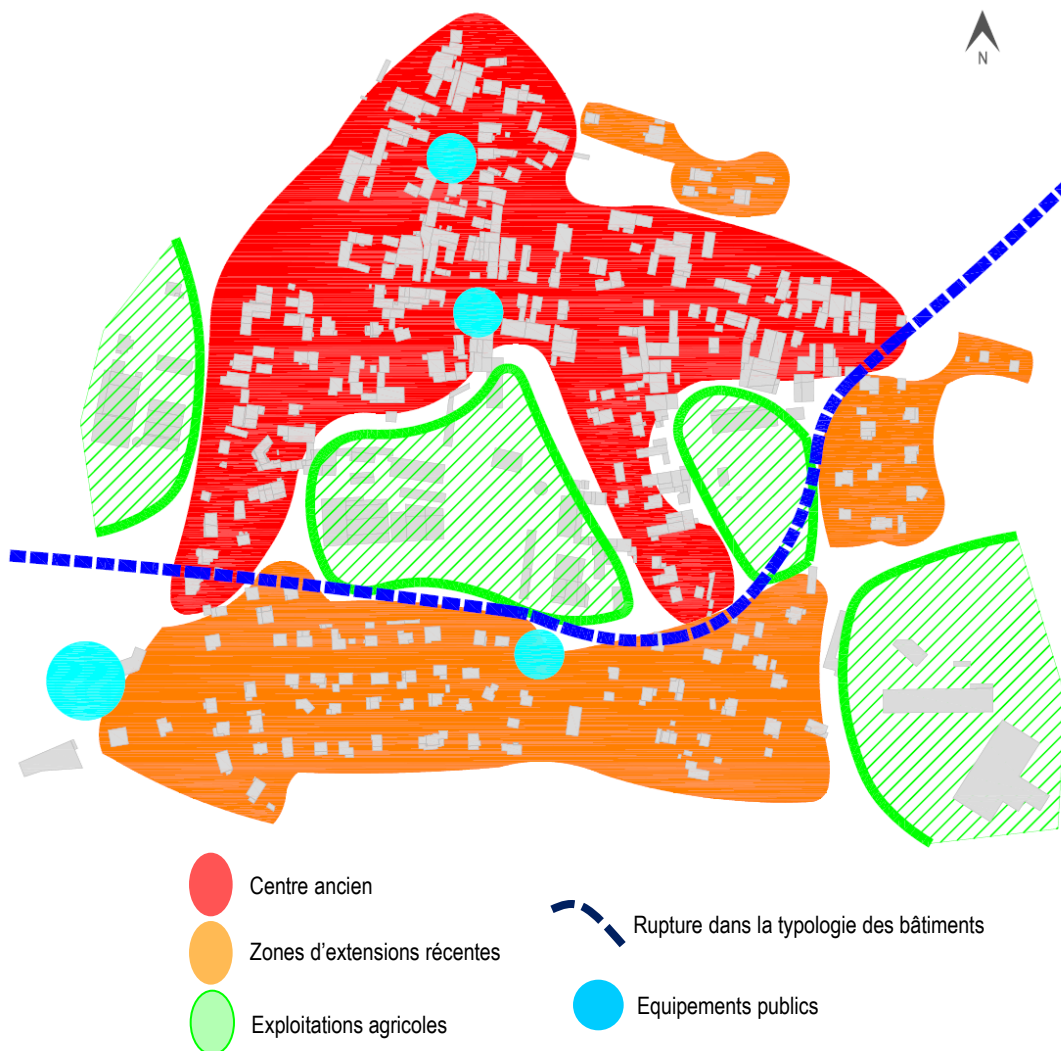 N
Centre ancien
Rupture dans la typologie des bâtiments
Zones d'extensions récentes
Equipements publics
Exploitations agricoles